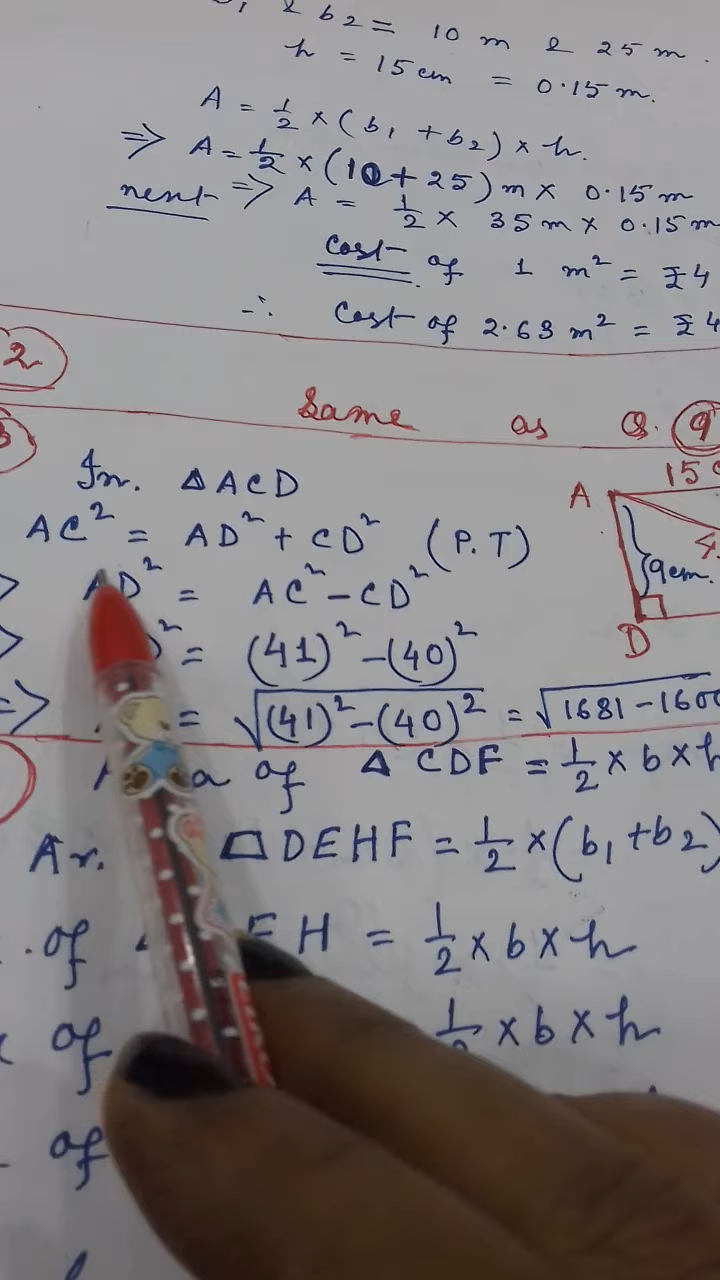 b2 = 10 m & 25 m.
h = 15 cm = 0.15 m.
A = 1/2 × (b1 + b2) × h.
=> A = 1/2 × (10 + 25) m × 0.15 m
next => A = 1/2 × 35 m × 0.15 m
Cost of 1 m² = ₹4
∴ Cost of 2.63 m² = ₹4
2
Same as Q. 9
In. △ACD
AC² = AD² + CD² (P.T)
AD² = AC² - CD²
² = (41)² - (40)²
=> = √(41)² - (40)² = √1681 - 1600
A 15
9cm.
D
of △ CDF = 1/2 × b × h
Ar. ▱DEHF = 1/2 × (b1 + b2)
. of H = 1/2 × b × h
of × b × h
of